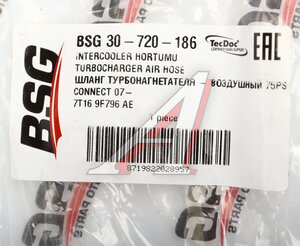 BSG
BSG 30-720-186
TecDoc
INTERCOOLER HORTUMU
TURBOCHARGER AIR HOSE
ШЛАНГ ТУРБОНАГНЕТАТЕЛЯ - ВОЗДУШНЫЙ 75PS
CONNECT 07-
7T16 9F796 AE
1 piece
8719822028957